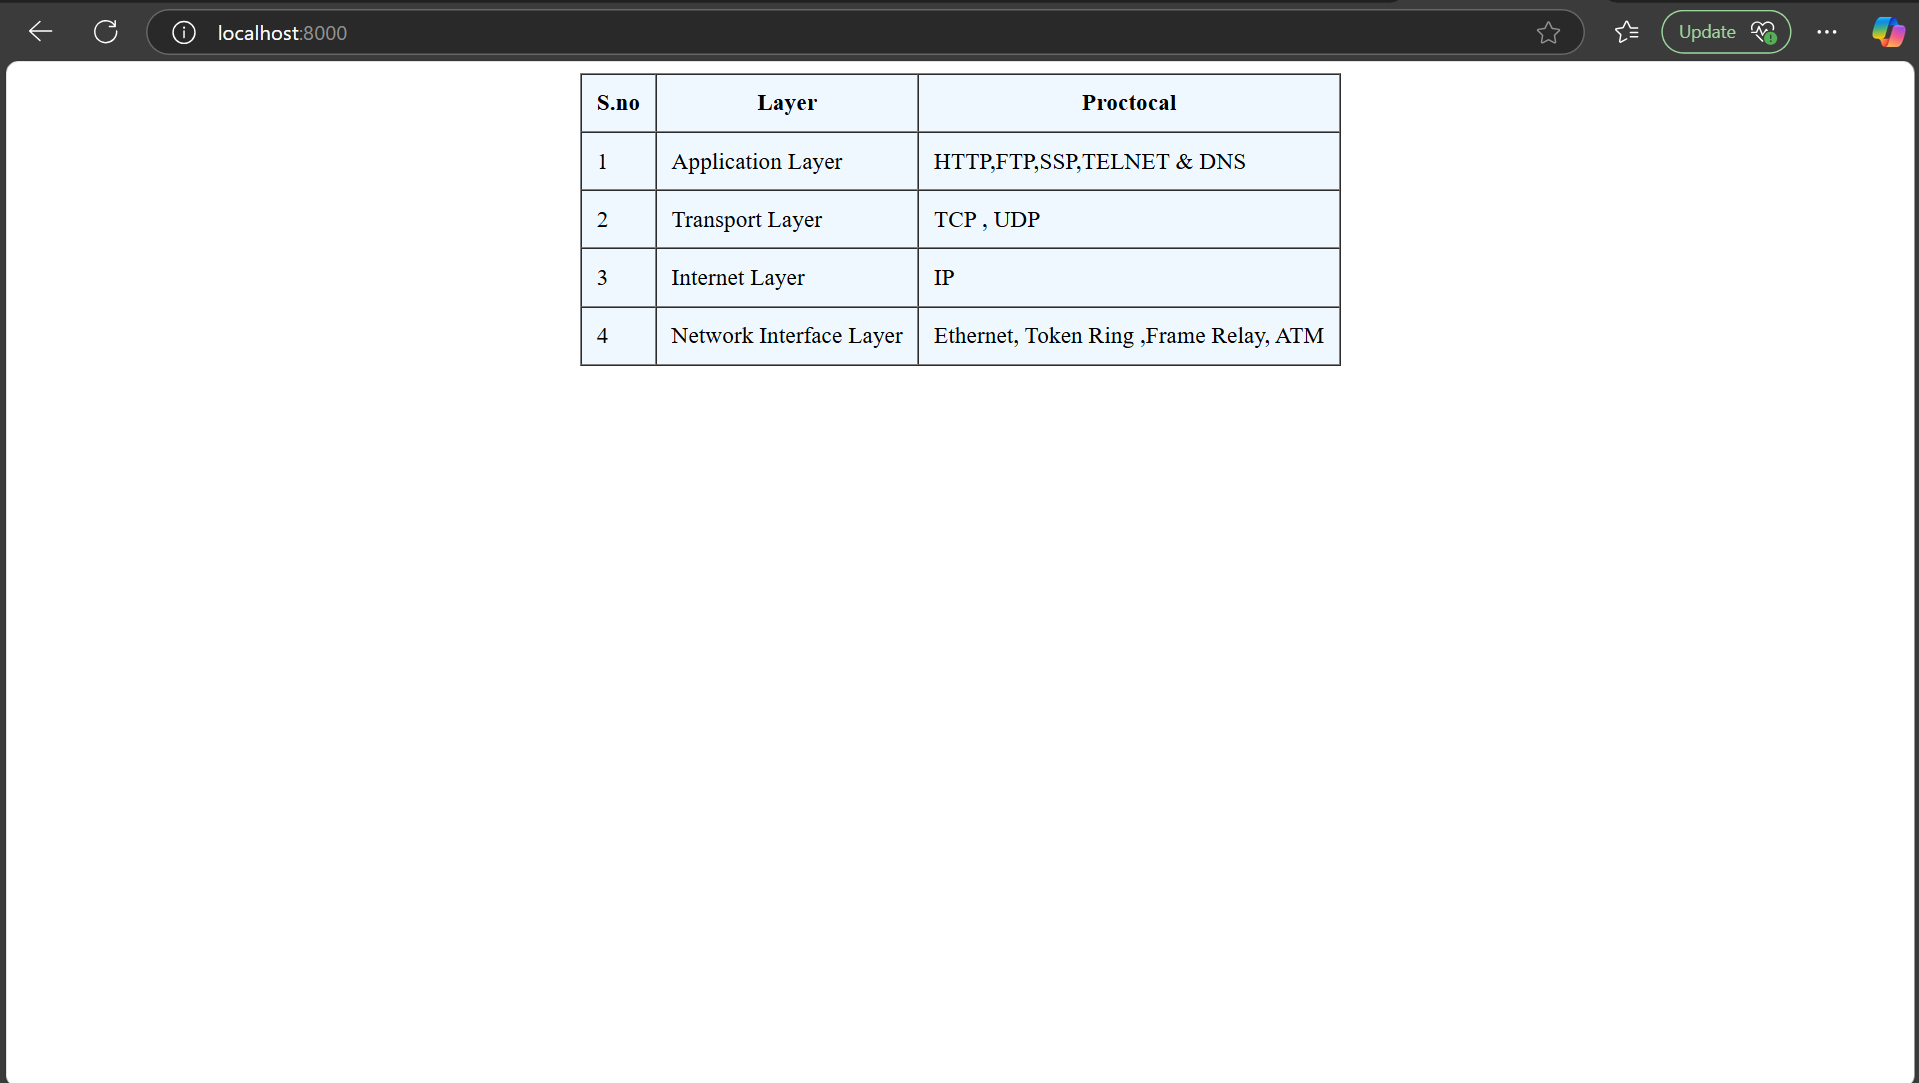 localhost:8000
Update
S.no Layer Proctocal
1 Application Layer HTTP,FTP,SSP,TELNET & DNS
2 Transport Layer TCP , UDP
3 Internet Layer IP
4 Network Interface Layer Ethernet, Token Ring ,Frame Relay, ATM